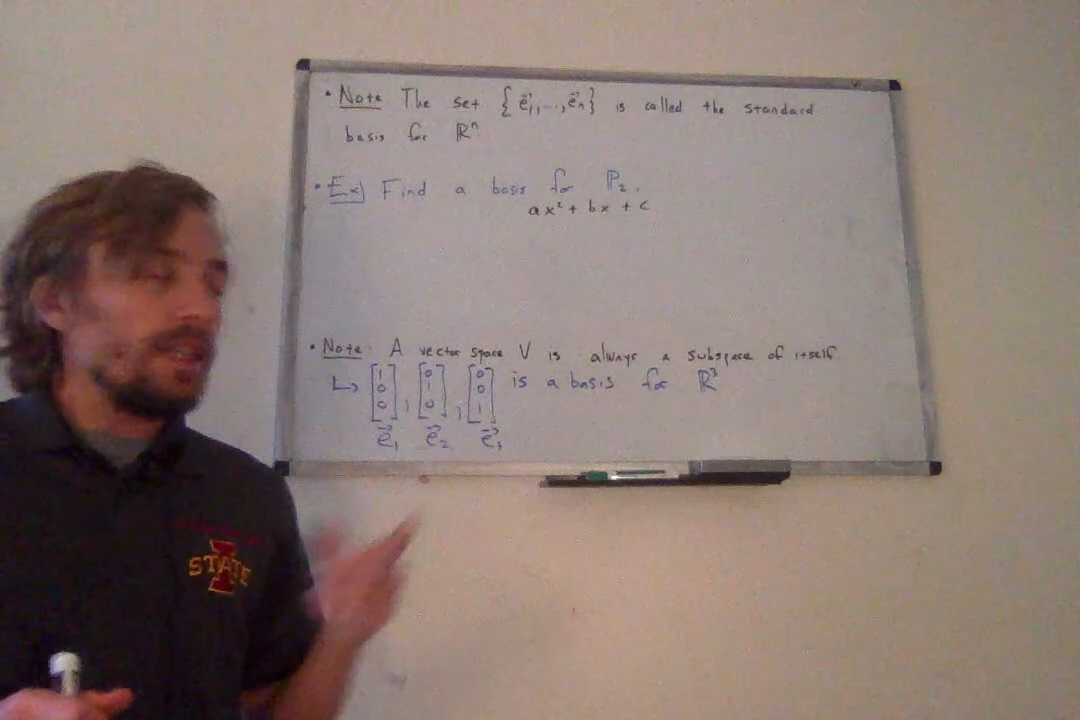 • Note The set {e⃗₁,...,e⃗ₙ} is called the standard
basis for ℝⁿ
• Ex) Find a basis for ℙ₂.
ax² + bx + c
• Note: A vector space V is always a subspace of itself
↳ [1 0 0], [0 1 0], [0 0 1] is a basis for ℝ³
e⃗₁ e⃗₂ e⃗₃
STATE